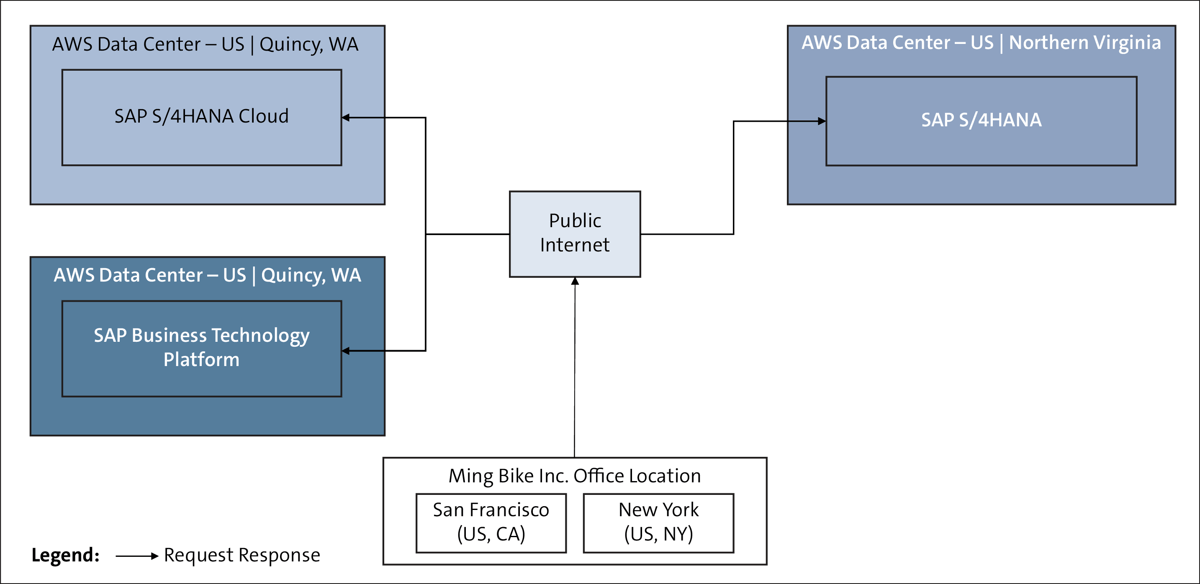 AWS Data Center – US | Quincy, WA
SAP S/4HANA Cloud
AWS Data Center – US | Northern Virginia
SAP S/4HANA
Public
Internet
AWS Data Center – US | Quincy, WA
SAP Business Technology
Platform
Ming Bike Inc. Office Location
San Francisco
(US, CA)
New York
(US, NY)
Legend: Request Response